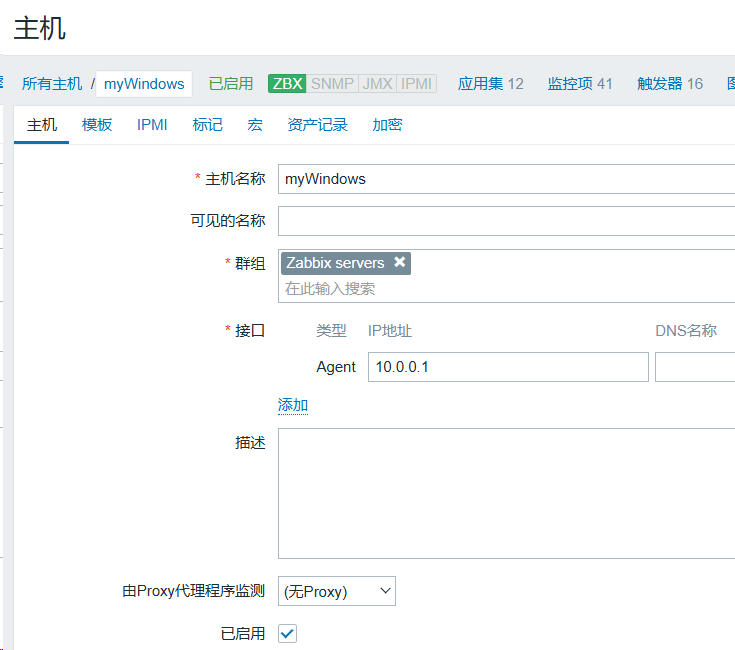 主机
所有主机 / myWindows 已启用 ZBX SNMP JMX IPMI 应用集 12 监控项 41 触发器 16
主机 模板 IPMI 标记 宏 资产记录 加密
* 主机名称 myWindows
可见的名称
* 群组 Zabbix servers
在此输入搜索
* 接口 类型 IP地址 DNS名称
Agent 10.0.0.1
添加
描述
由Proxy代理程序监测 (无Proxy)
已启用